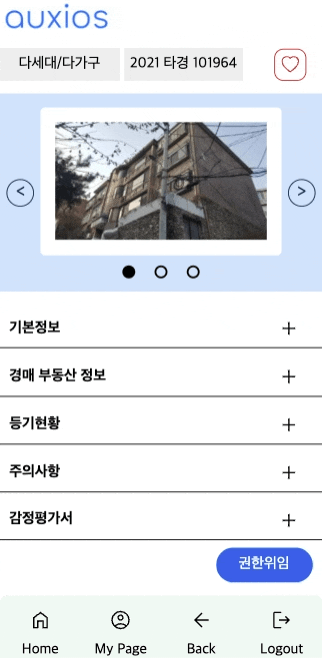 auxios
다세대/다가구
2021 타경 101964
<
>
기본정보
+
경매 부동산 정보
+
등기현황
+
주의사항
+
감정평가서
+
권한위임
Home
My Page
Back
Logout